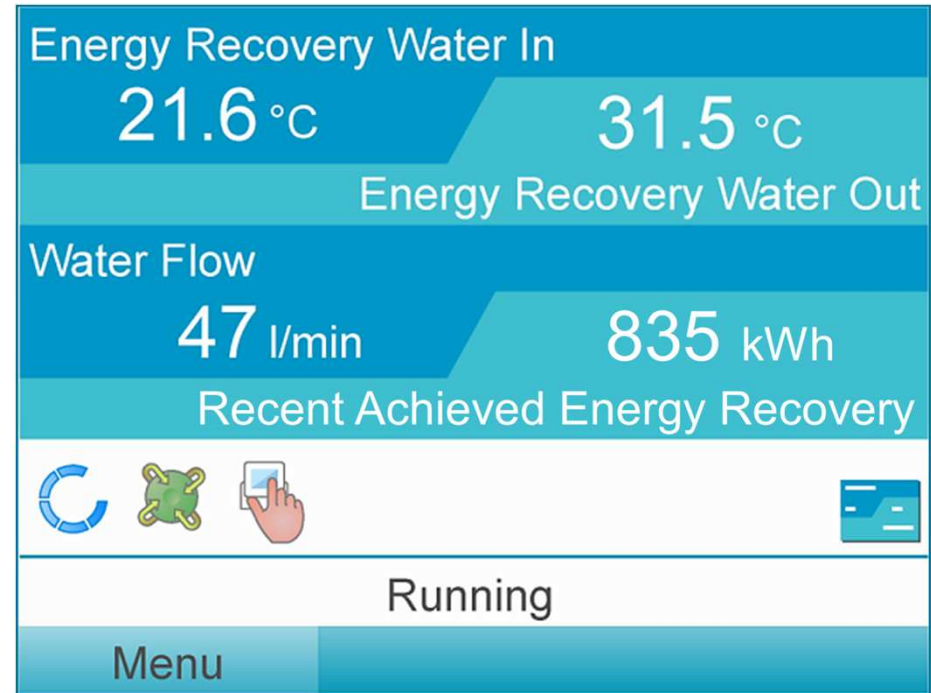 Energy Recovery Water In
21.6 °C
31.5 °C
Energy Recovery Water Out
Water Flow
47 l/min
835 kWh
Recent Achieved Energy Recovery
Running
Menu